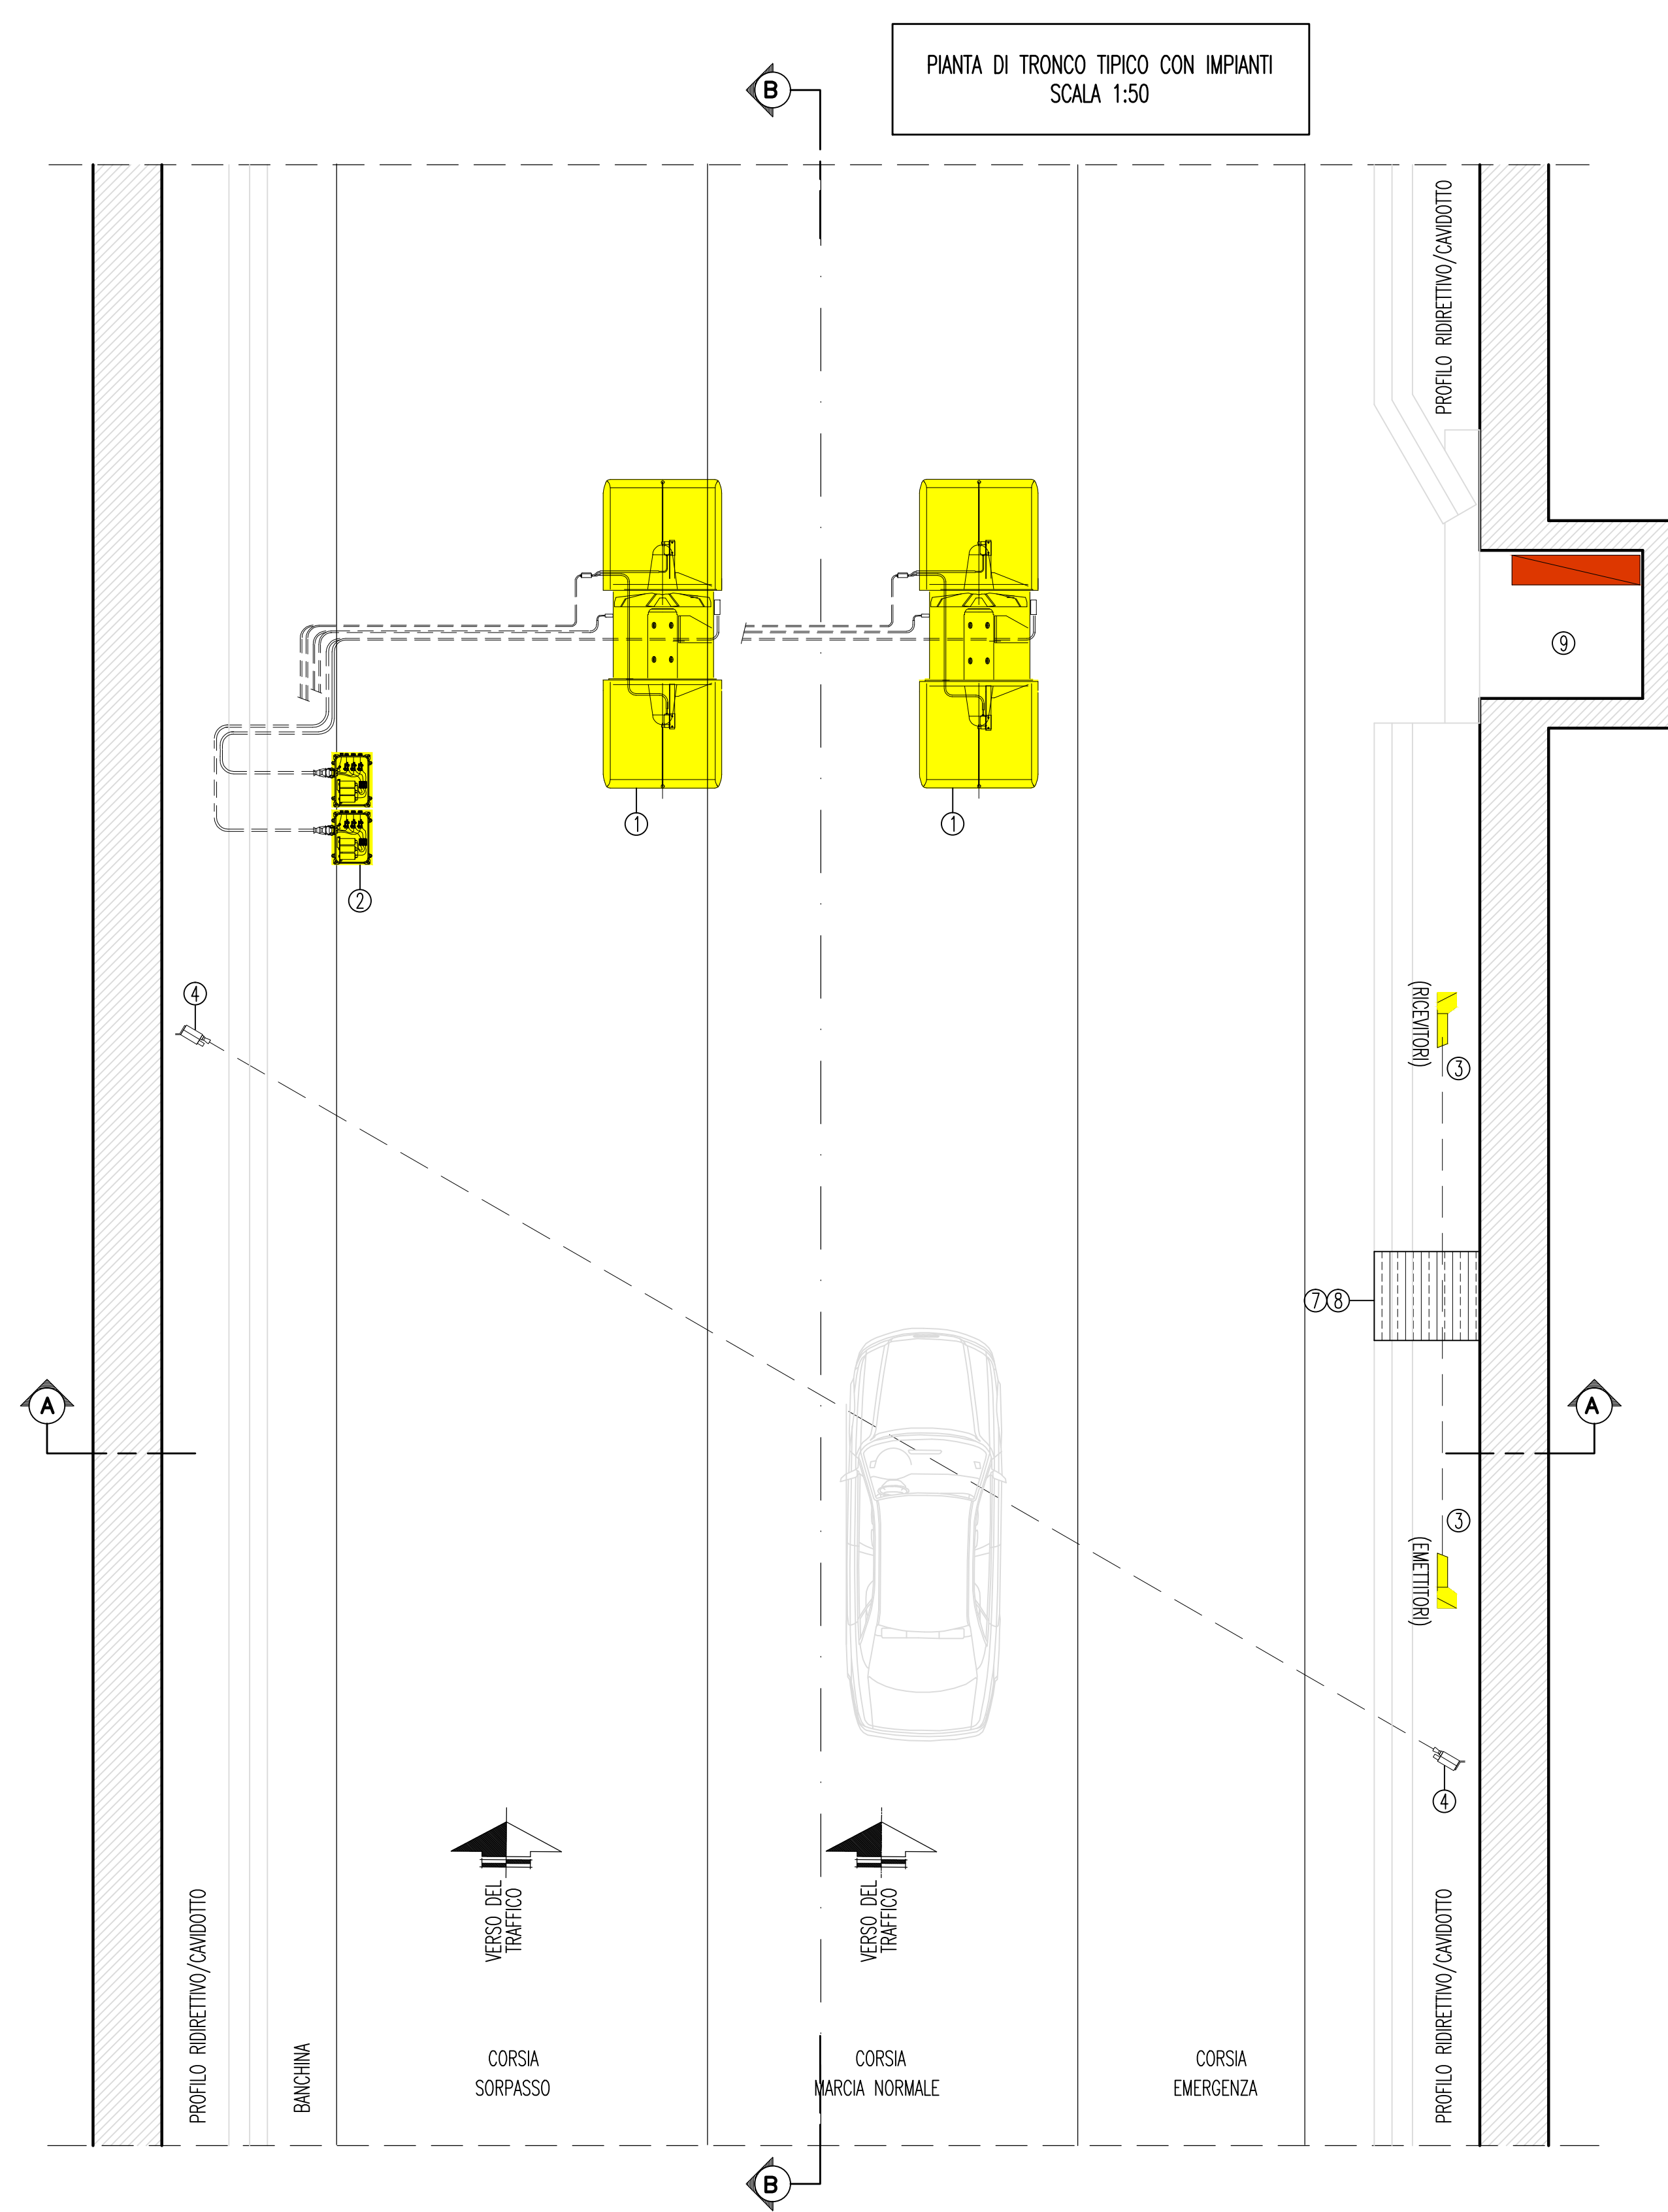 PIANTA DI TRONCO TIPICO CON IMPIANTI
SCALA 1:50
B
PROFILO RIDIRETTIVO/CAVIDOTTO
9
1
1
2
4
(RICEVITORI)
3
7 8
A
A
3
(EMETTITORI)
4
VERSO DEL
TRAFFICO
VERSO DEL
TRAFFICO
PROFILO RIDIRETTIVO/CAVIDOTTO
BANCHINA
CORSIA
SORPASSO
CORSIA
MARCIA NORMALE
CORSIA
EMERGENZA
PROFILO RIDIRETTIVO/CAVIDOTTO
B